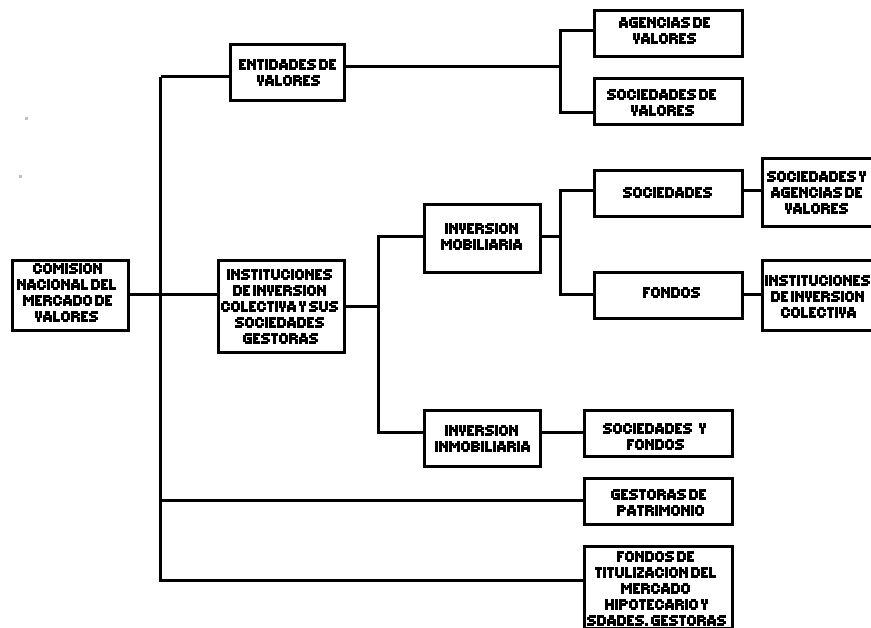 AGENCIAS DE
VALORES
ENTIDADES DE
VALORES
SOCIEDADES DE
VALORES
SOCIEDADES
SOCIEDADES Y
AGENCIAS DE
VALORES
INVERSION
MOBILIARIA
COMISION
NACIONAL DEL
MERCADO DE
VALORES
INSTITUCIONES
DE INVERSION
COLECTIVA Y SUS
SOCIEDADES
GESTORAS
FONDOS
INSTITUCIONES
DE INVERSION
COLECTIVA
INVERSION
INMOBILIARIA
SOCIEDADES Y
FONDOS
GESTORAS DE
PATRIMONIO
FONDOS DE
TITULIZACION DEL
MERCADO
HIPOTECARIO Y
SDADES. GESTORAS